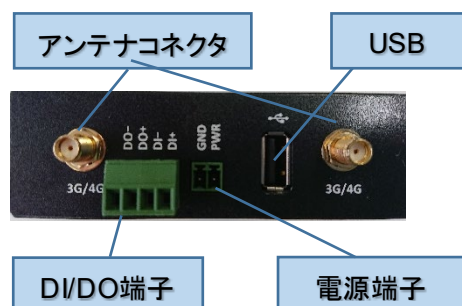 アンテナコネクタ
USB
DO−
DO+
DI−
DI+
GND
PWR
3G/4G
3G/4G
DI/DO端子
電源端子